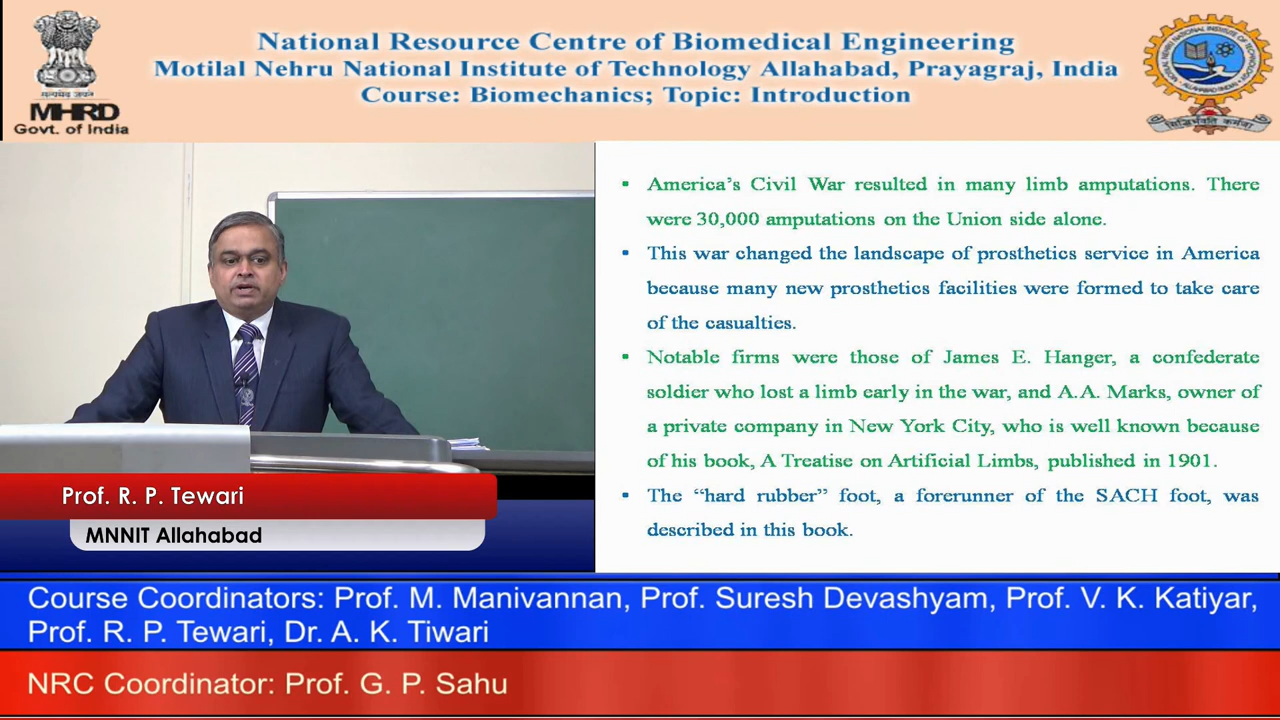 National Resource Centre of Biomedical Engineering
Motilal Nehru National Institute of Technology Allahabad, Prayagraj, India
Course: Biomechanics; Topic: Introduction
सत्यमेव जयते
MHRD
Govt. of India
▪ America's Civil War resulted in many limb amputations. There
were 30,000 amputations on the Union side alone.
▪ This war changed the landscape of prosthetics service in America
because many new prosthetics facilities were formed to take care
of the casualties.
▪ Notable firms were those of James E. Hanger, a confederate
soldier who lost a limb early in the war, and A.A. Marks, owner of
a private company in New York City, who is well known because
of his book, A Treatise on Artificial Limbs, published in 1901.
▪ The “hard rubber” foot, a forerunner of the SACH foot, was
described in this book.
Prof. R. P. Tewari
MNNIT Allahabad
Course Coordinators: Prof. M. Manivannan, Prof. Suresh Devashyam, Prof. V. K. Katiyar,
Prof. R. P. Tewari, Dr. A. K. Tiwari
NRC Coordinator: Prof. G. P. Sahu